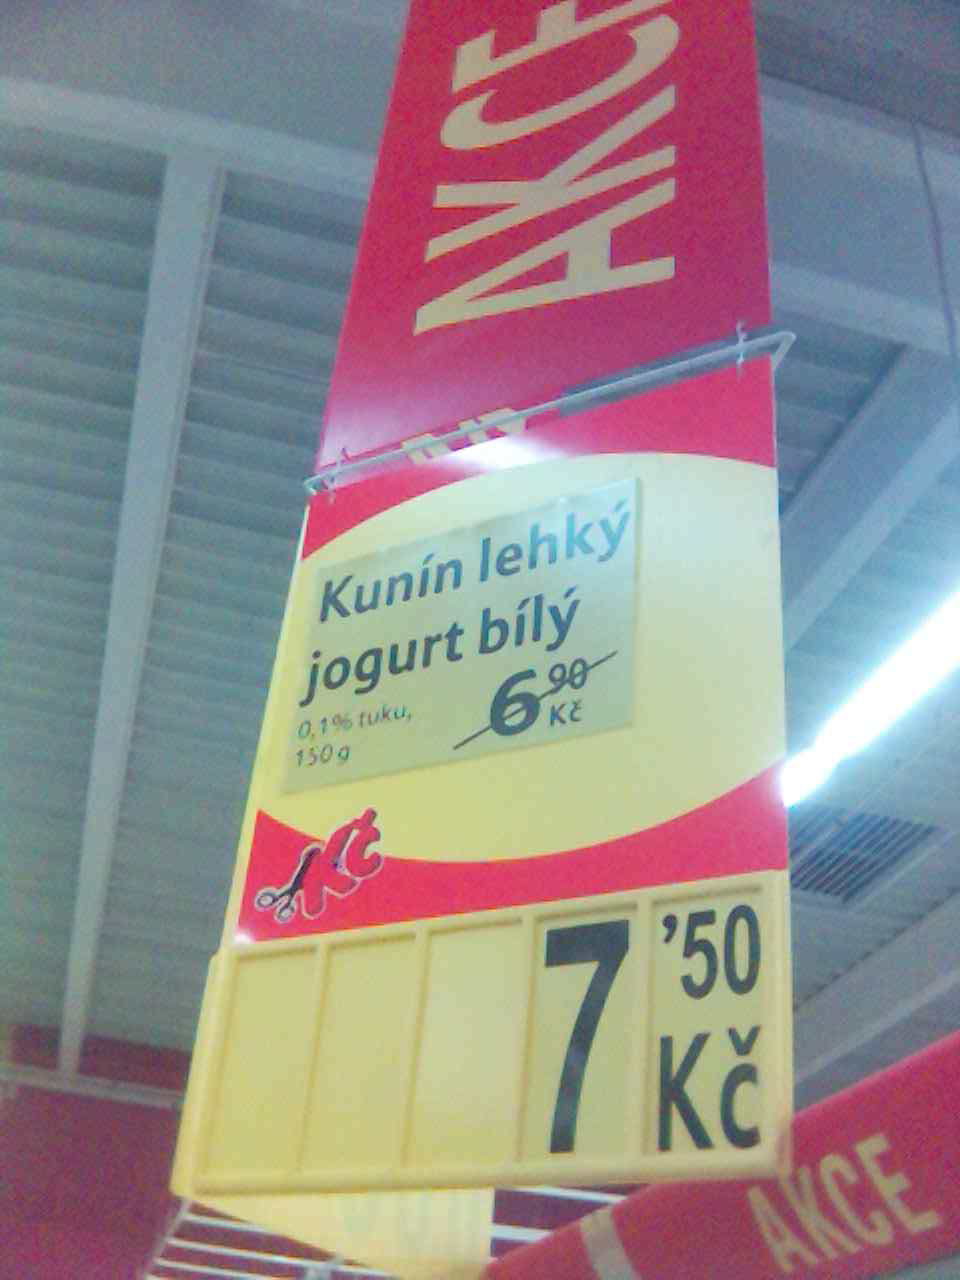 AKCE
Kunín lehký
jogurt bílý
0,1% tuku,
150 g
6 90
Kč
Kč
7 '50
Kč
AKCE